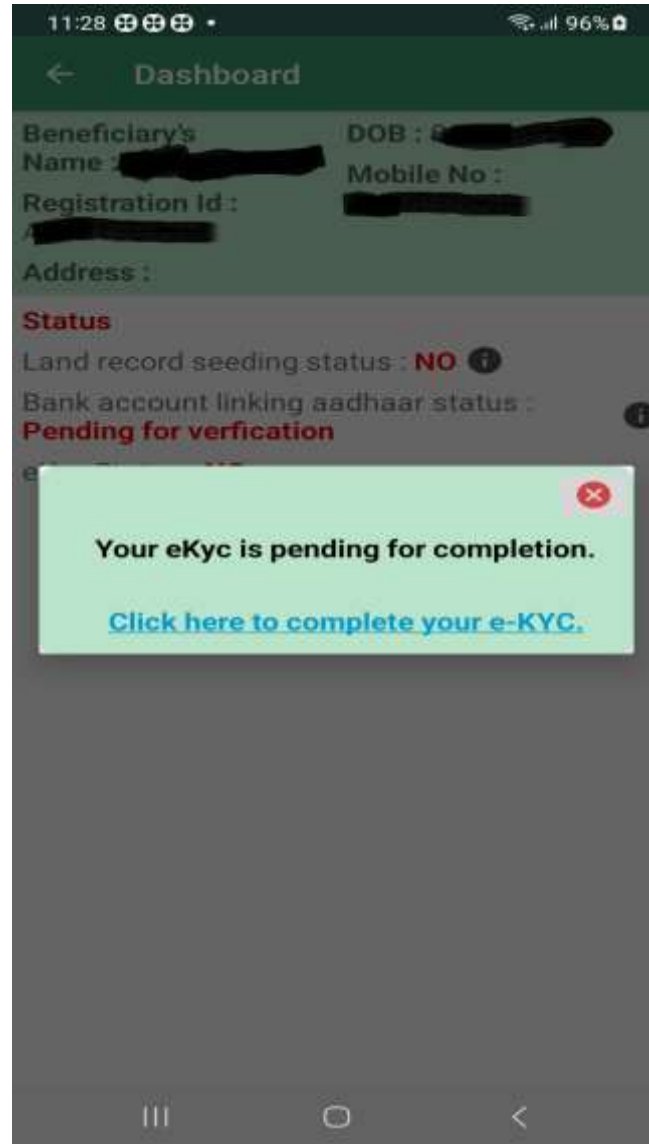 11:28
96%
Dashboard
Beneficiary's
Name :
DOB :
Mobile No :
Registration Id :
Address :
Status
Land record seeding status : NO
Bank account linking aadhaar status :
Pending for verfication
Your eKyc is pending for completion.
Click here to complete your e-KYC.